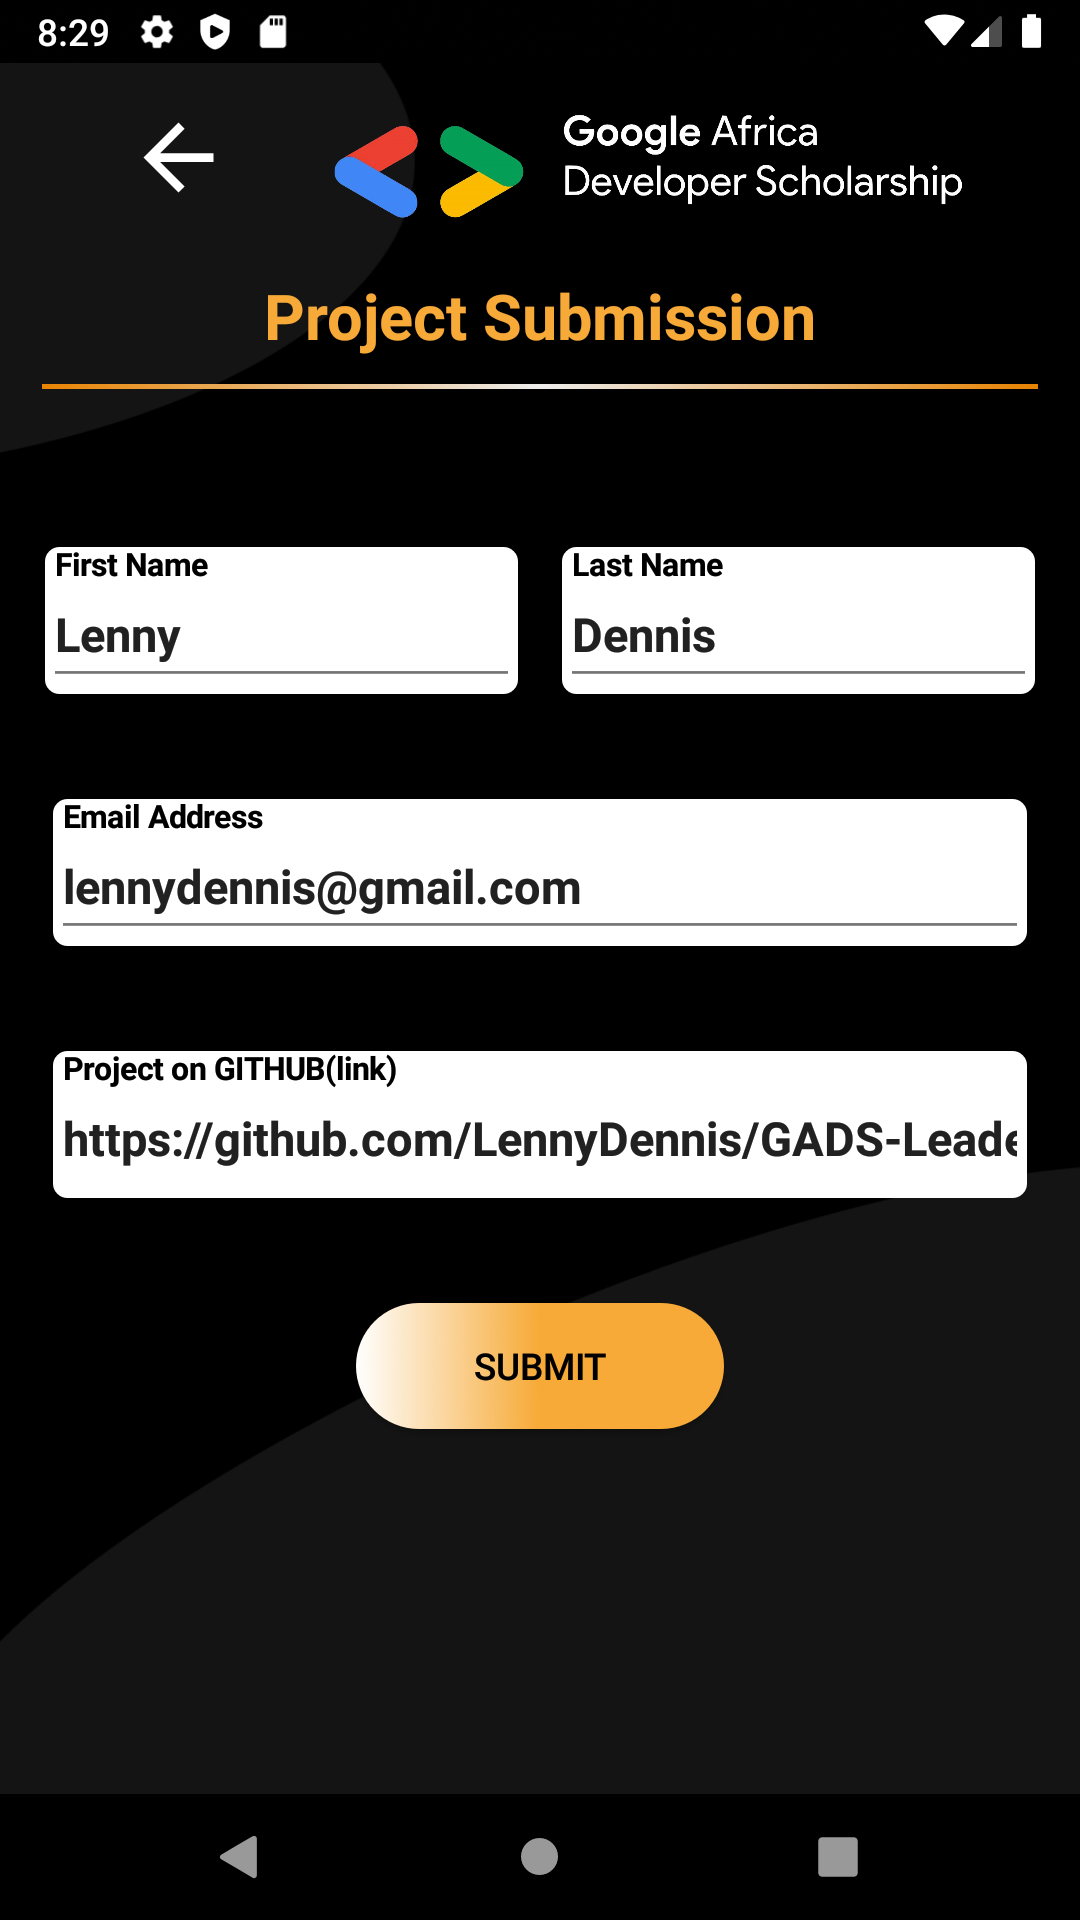 8:29
Google Africa
Developer Scholarship
Project Submission
First Name
Last Name
Lenny
Dennis
Email Address
lennydennis@gmail.com
Project on GITHUB(link)
https://github.com/LennyDennis/GADS-Leade
SUBMIT